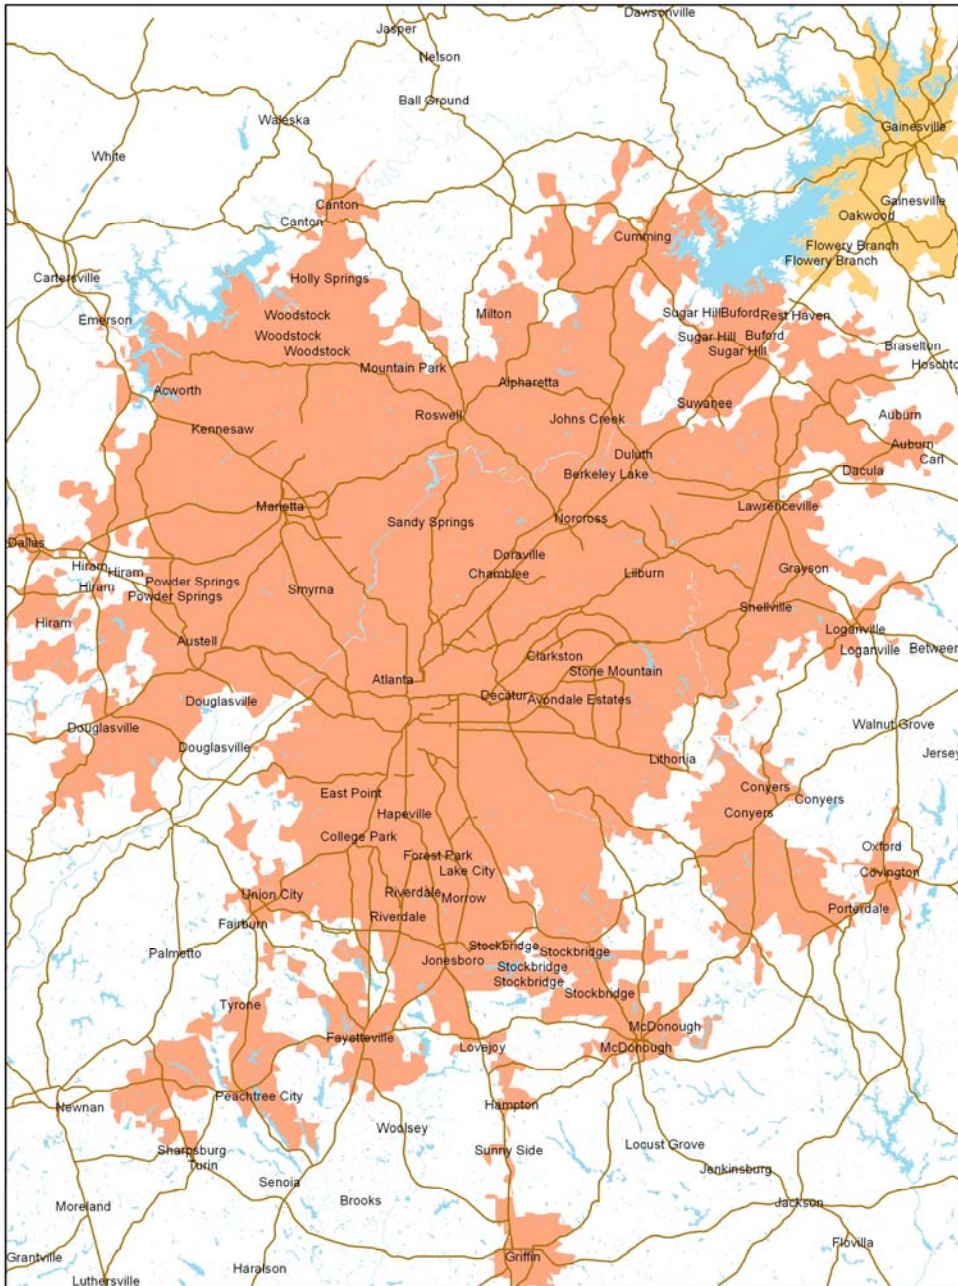 Dawsonville
Jasper
Nelson
Ball Ground
Waleska
Gainesville
White
Canton
Gainesville
Oakwood
Canton
Cumming
Flowery Branch
Flowery Branch
Cartersville
Holly Springs
Emerson
Woodstock
Milton
Sugar Hill
Buford
Rest Haven
Woodstock
Sugar Hill
Buford
Woodstock
Sugar Hill
Braselton
Mountain Park
Hoschto
Alpharetta
Acworth
Suwanee
Roswell
Johns Creek
Auburn
Kennesaw
Auburn
Duluth
Carl
Berkeley Lake
Dacula
Marietta
Lawrenceville
Sandy Springs
Norcross
Dallas
Doraville
Hiram
Hiram
Chamblee
Lilburn
Grayson
Hiram
Powder Springs
Smyrna
Powder Springs
Snellville
Hiram
Loganville
Austell
Loganville
Between
Clarkston
Stone Mountain
Atlanta
Decatur
Avondale Estates
Douglasville
Douglasville
Walnut Grove
Douglasville
Jersey
Lithonia
Conyers
East Point
Conyers
Hapeville
Conyers
College Park
Oxford
Forest Park
Lake City
Covington
Union City
Riverdale
Morrow
Porterdale
Fairburn
Riverdale
Palmetto
Stockbridge
Stockbridge
Jonesboro
Stockbridge
Stockbridge
Stockbridge
Tyrone
McDonough
Fayetteville
Lovejoy
McDonough
Peachtree City
Newnan
Hampton
Woolsey
Sharpsburg
Sunny Side
Locust Grove
Turin
Jenkinsburg
Senoia
Moreland
Brooks
Jackson
Flovilla
Grantville
Griffin
Haralson
Luthersville